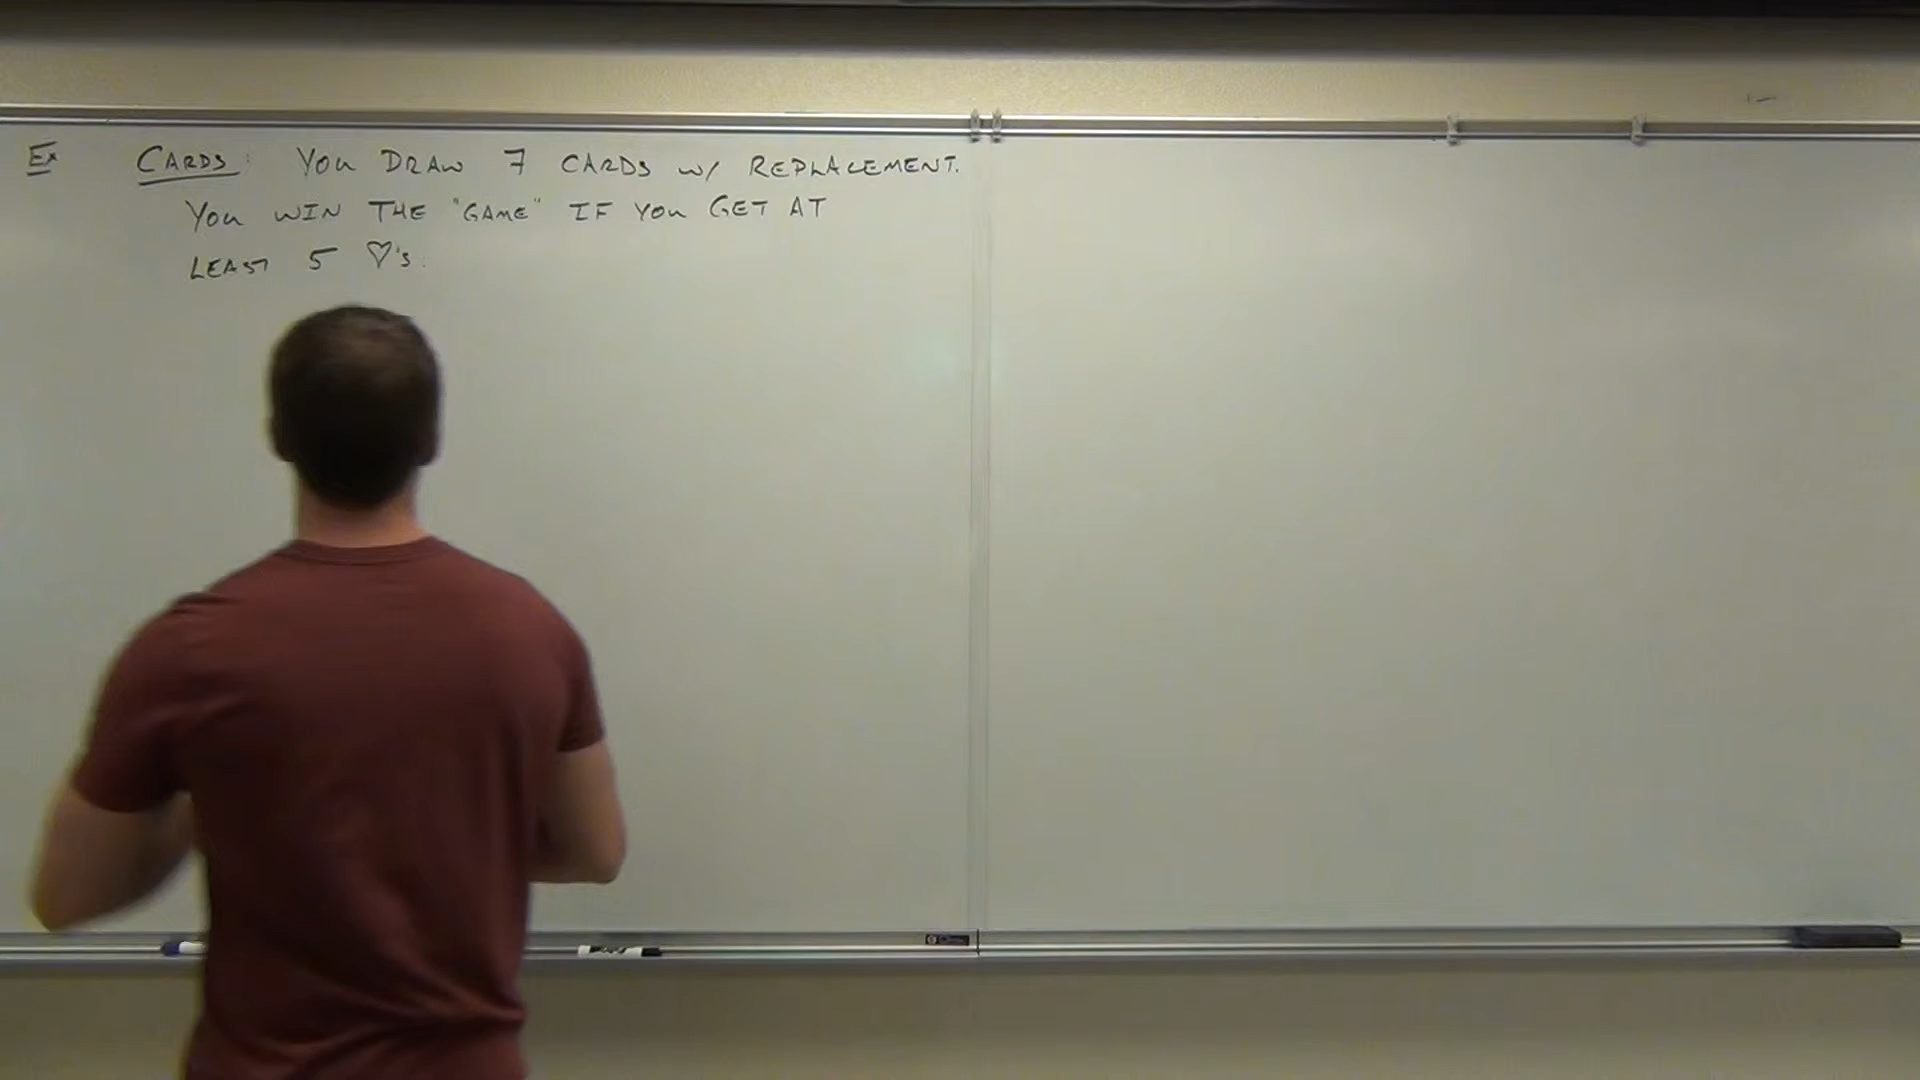 Ex CARDS: YOU DRAW 7 CARDS W/ REPLACEMENT.
YOU WIN THE "GAME" IF YOU GET AT
LEAST 5 ♡'s.